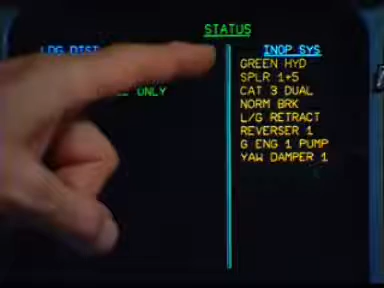 STATUS
LDG DIST
ONLY
INOP SYS
GREEN HYD
SPLR 1+5
CAT 3 DUAL
NORM BRK
L/G RETRACT
REVERSER 1
G ENG 1 PUMP
YAW DAMPER 1